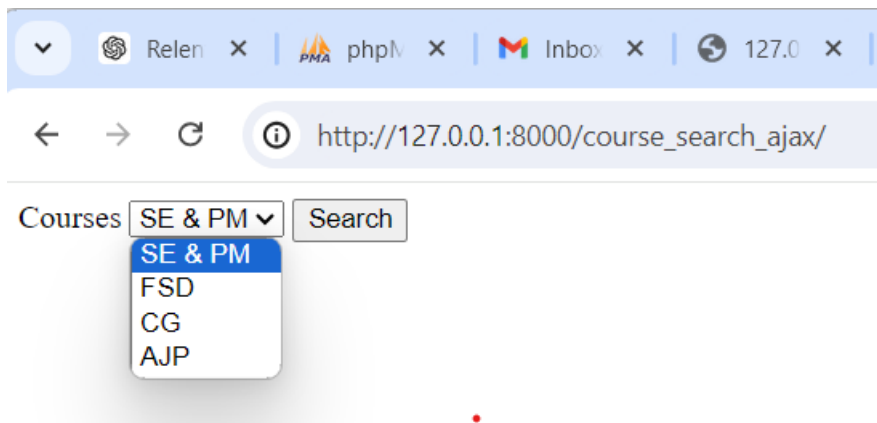 Relen phpM Inbox 127.0
http://127.0.0.1:8000/course_search_ajax/
Courses SE & PM Search
SE & PM
FSD
CG
AJP